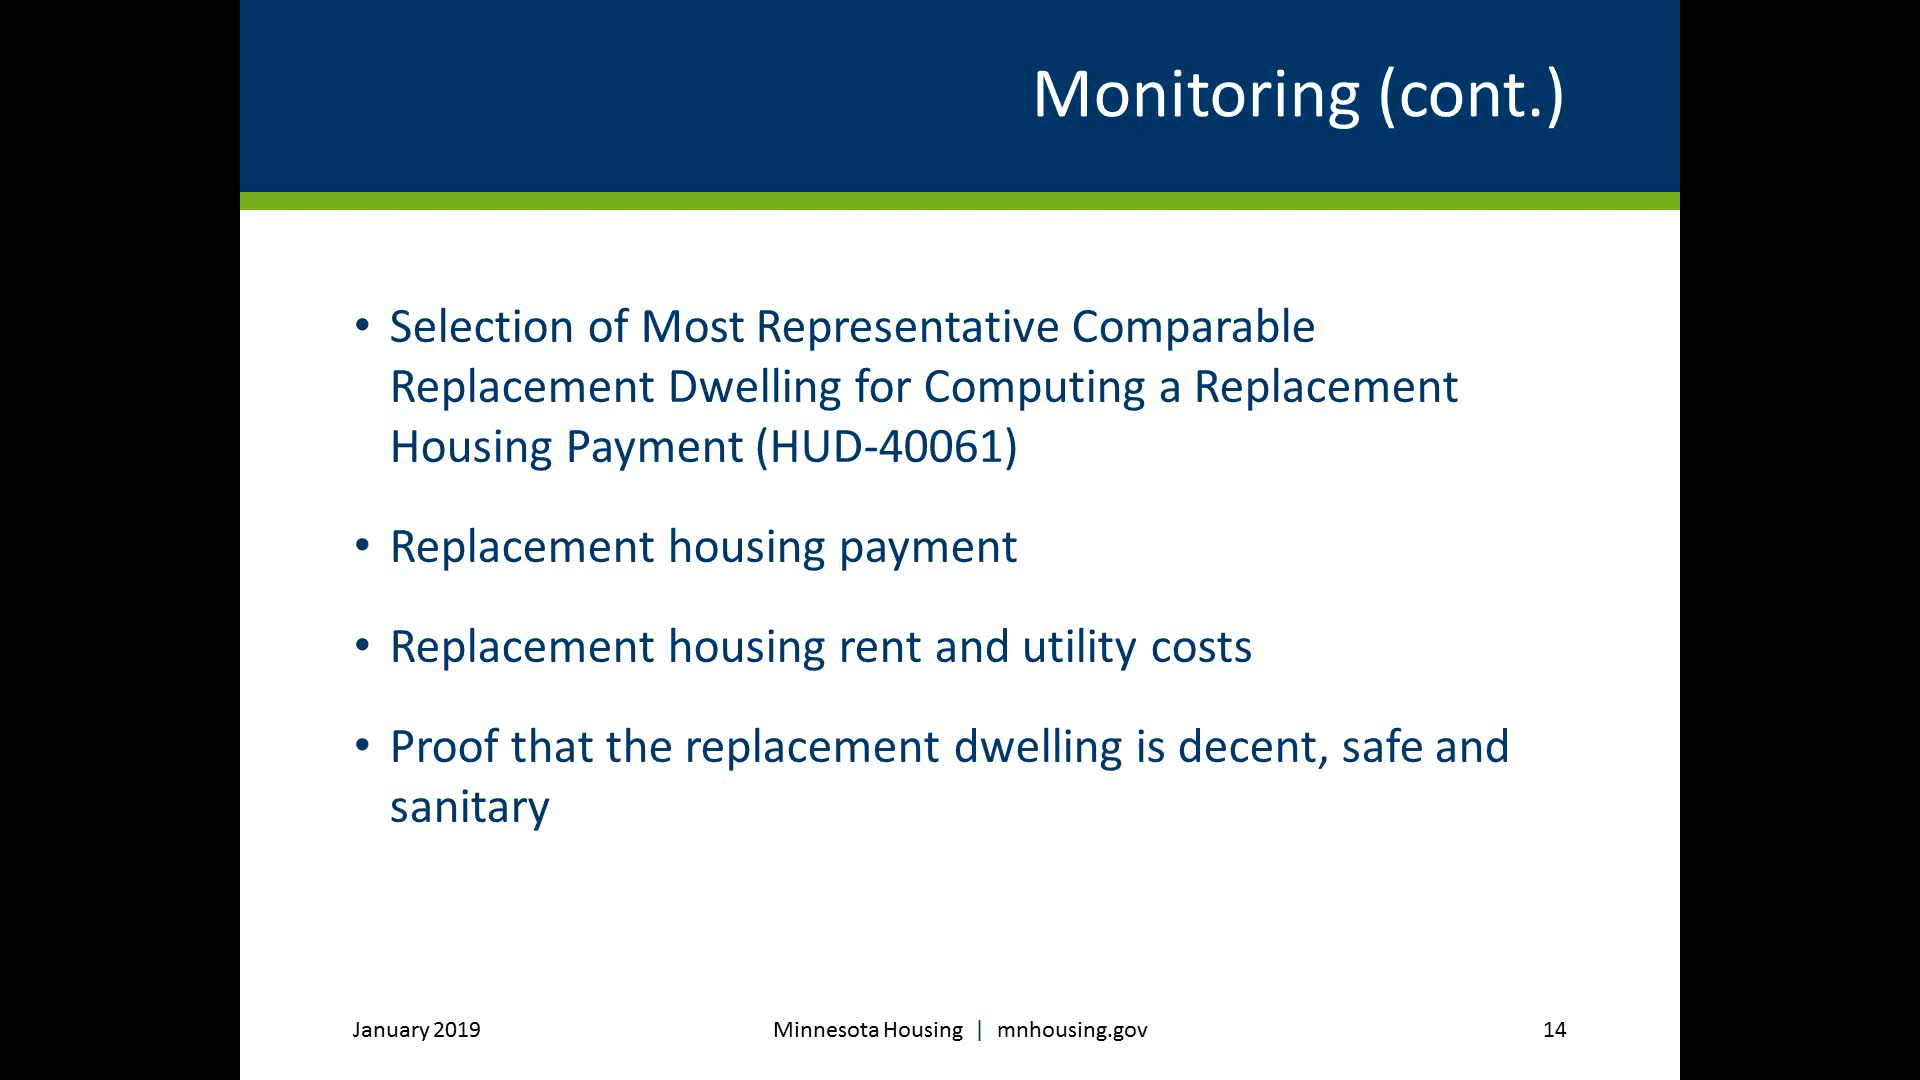 Monitoring (cont.)
• Selection of Most Representative Comparable
Replacement Dwelling for Computing a Replacement
Housing Payment (HUD-40061)
• Replacement housing payment
• Replacement housing rent and utility costs
• Proof that the replacement dwelling is decent, safe and
sanitary
January 2019
Minnesota Housing | mnhousing.gov
14